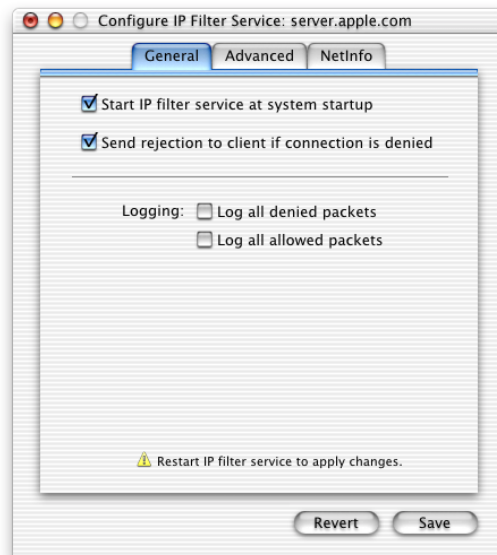 Configure IP Filter Service: server.apple.com
General Advanced NetInfo
Start IP filter service at system startup
Send rejection to client if connection is denied
Logging: Log all denied packets
Log all allowed packets
Restart IP filter service to apply changes.
Revert Save